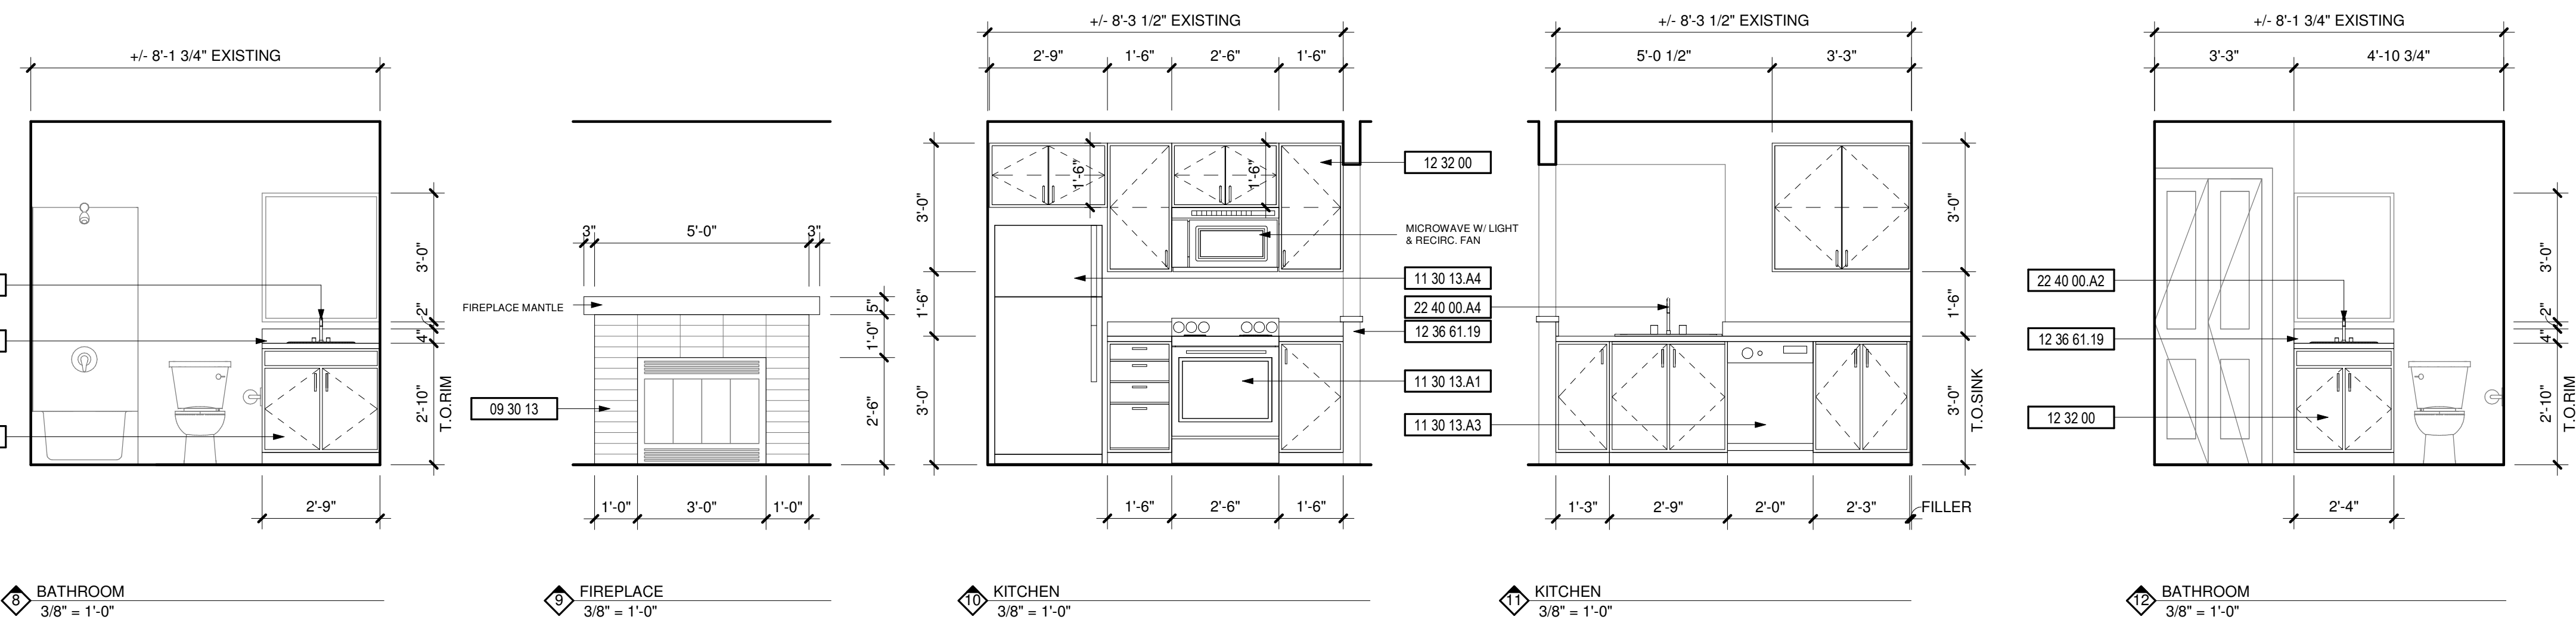 +/- 8'-1 3/4" EXISTING
3'-0"
2"
4"
2'-10"
T.O.RIM
2'-9"
8
BATHROOM
3/8" = 1'-0"
3"
5'-0"
3"
FIREPLACE MANTLE
5"
1'-0"
09 30 13
2'-6"
1'-0"
3'-0"
1'-0"
9
FIREPLACE
3/8" = 1'-0"
+/- 8'-3 1/2" EXISTING
2'-9"
1'-6"
2'-6"
1'-6"
1'-6"
1'-6"
3'-0"
1'-6"
3'-0"
12 32 00
MICROWAVE W/ LIGHT
& RECIRC. FAN
11 30 13.A4
22 40 00.A4
12 36 61.19
11 30 13.A1
11 30 13.A3
1'-6"
2'-6"
1'-6"
10
KITCHEN
3/8" = 1'-0"
+/- 8'-3 1/2" EXISTING
5'-0 1/2"
3'-3"
3'-0"
1'-6"
3'-0"
T.O.SINK
1'-3"
2'-9"
2'-0"
2'-3"
FILLER
11
KITCHEN
3/8" = 1'-0"
+/- 8'-1 3/4" EXISTING
3'-3"
4'-10 3/4"
22 40 00.A2
12 36 61.19
12 32 00
3'-0"
2"
4"
2'-10"
T.O.RIM
2'-4"
12
BATHROOM
3/8" = 1'-0"